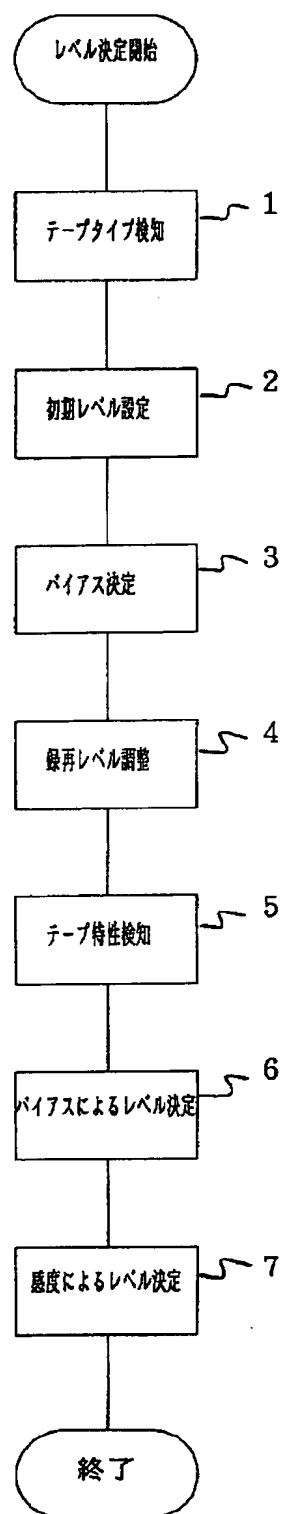 レベル決定開始
テープタイプ検知
1
初期レベル設定
2
バイアス決定
3
録再レベル調整
4
テープ特性検知
5
バイアスによるレベル決定
6
感度によるレベル決定
7
終了